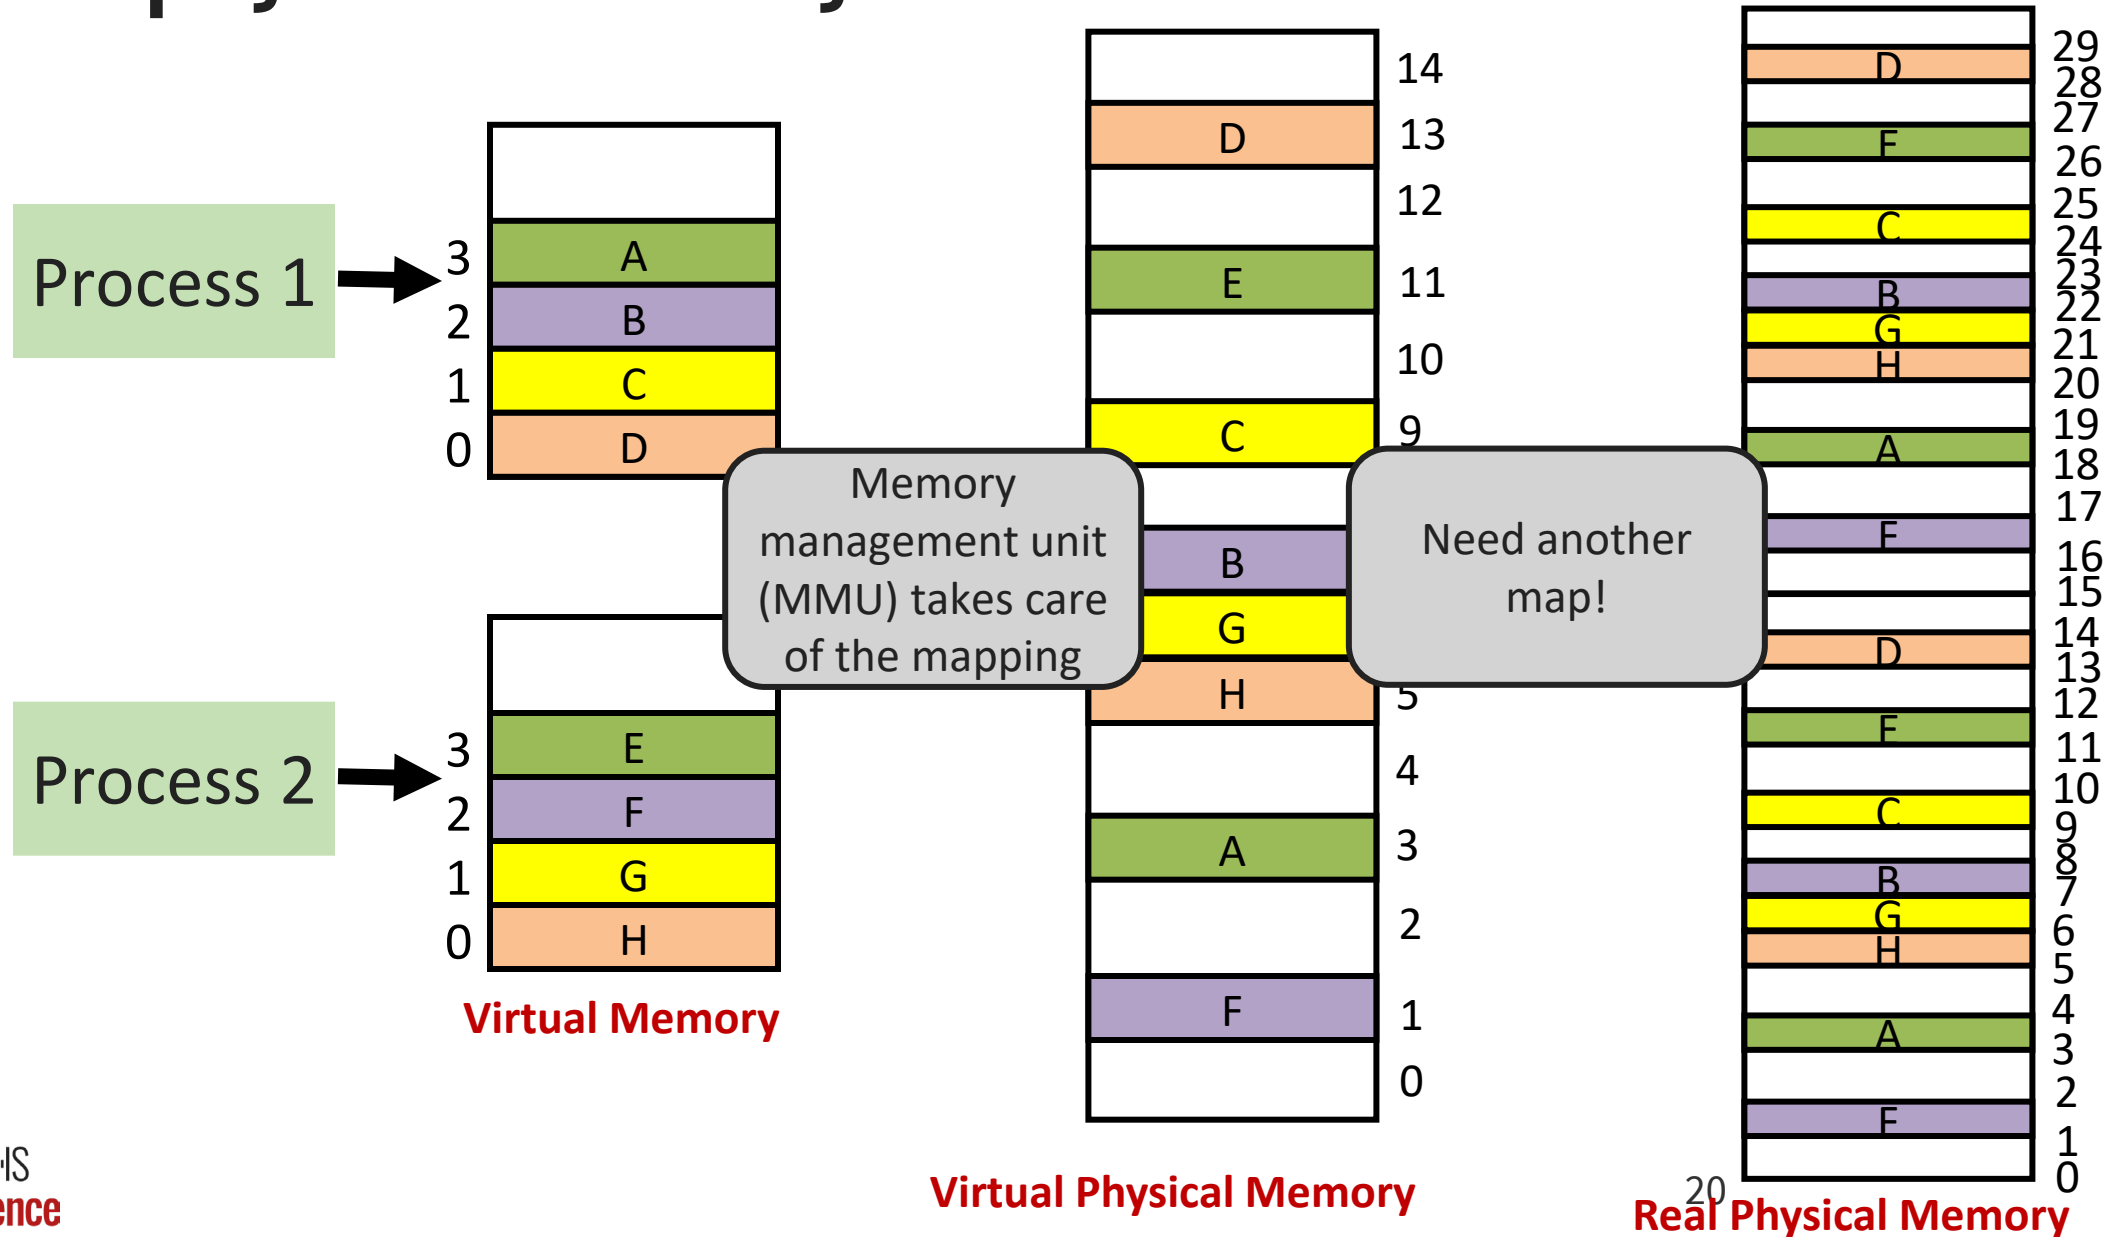 Process 1
3
A
2
B
1
C
0
D
Process 2
3
E
2
F
1
G
0
H
Virtual Memory
Memory
management unit
(MMU) takes care
of the mapping
14
D
13
12
E
11
10
C
9
B
G
H
5
4
A
3
2
F
1
0
Virtual Physical Memory
Need another
map!
29
D
28
27
26
25
C
24
23
B
22
G
21
H
20
19
A
18
17
16
15
14
D
13
12
11
10
C
9
8
B
7
G
6
H
5
4
A
3
2
1
0
20
Real Physical Memory